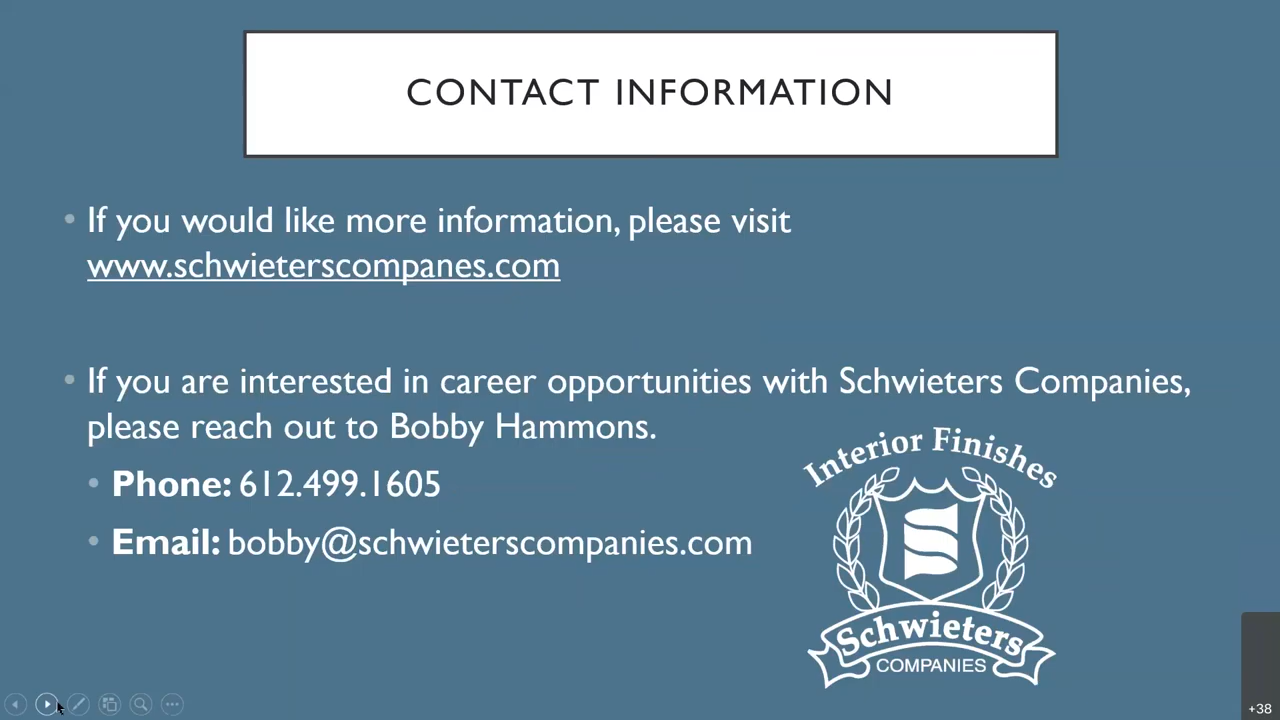 CONTACT INFORMATION
• If you would like more information, please visit
www.schwieterscompanes.com
• If you are interested in career opportunities with Schwieters Companies,
please reach out to Bobby Hammons.
• Phone: 612.499.1605
• Email: bobby@schwieterscompanies.com
Interior Finishes
S
Schwieters
COMPANIES
+38